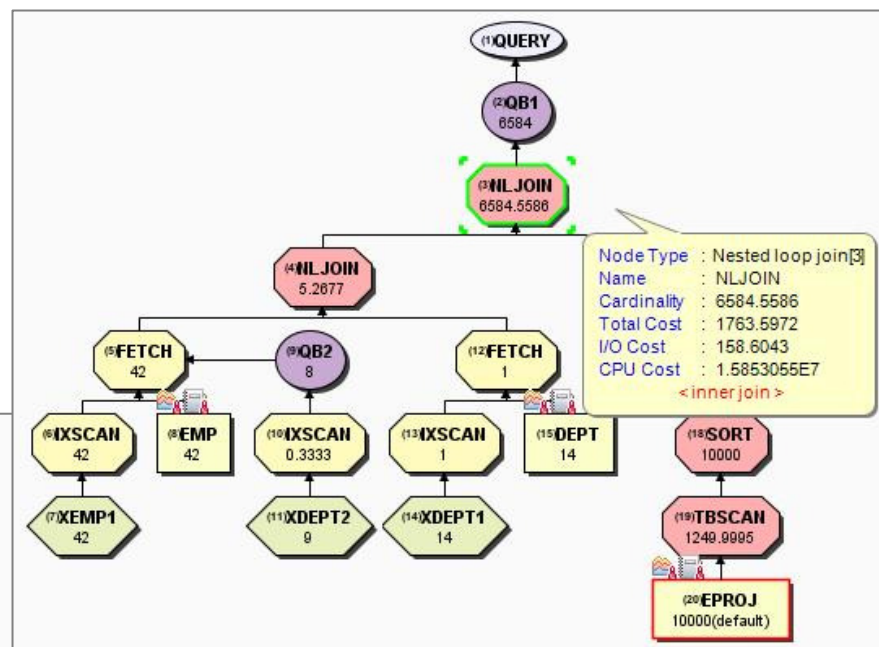 (1)QUERY
(2)QB1
6584
(3)NLJOIN
6584.5586
Node Type : Nested loop join[3]
Name : NLJOIN
Cardinality : 6584.5586
Total Cost : 1763.5972
I/O Cost : 158.6043
CPU Cost : 1.5853055E7
<inner join>
(4)NLJOIN
5.2677
(5)FETCH
42
(9)QB2
8
(12)FETCH
1
(6)IXSCAN
42
(8)EMP
42
(10)IXSCAN
0.3333
(13)IXSCAN
1
(15)DEPT
14
(18)SORT
10000
(7)XEMP1
42
(11)XDEPT2
9
(14)XDEPT1
14
(19)TBSCAN
1249.9995
(20)EPROJ
10000(default)